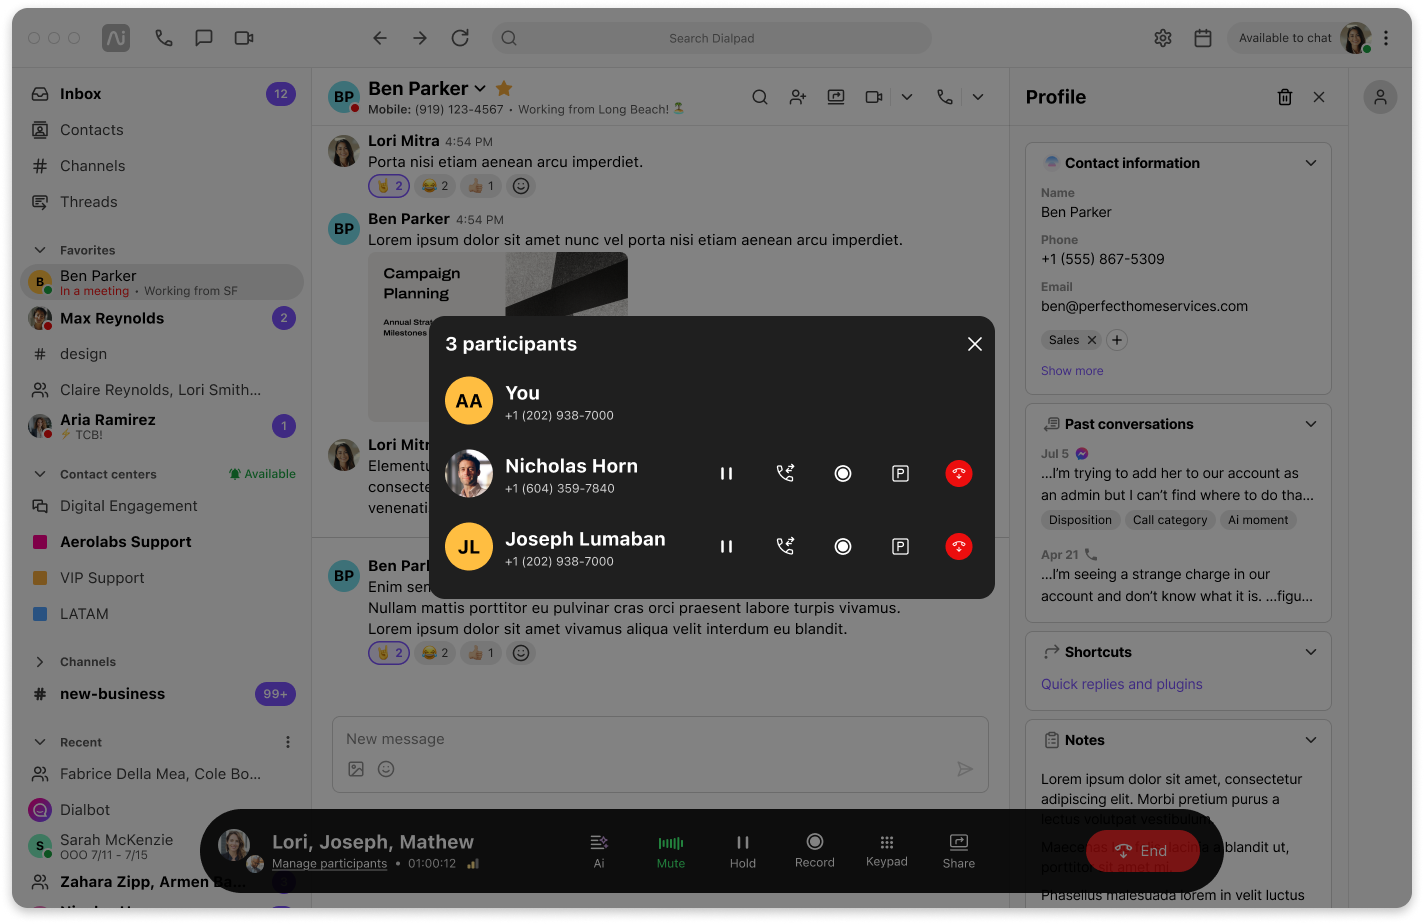 Search Dialpad
Available to chat
Inbox
12
Contacts
Channels
Threads
Favorites
B
Ben Parker
In a meeting • Working from SF
Max Reynolds
2
design
Claire Reynolds, Lori Smith...
Aria Ramirez
⚡ TCB!
1
Contact centers
Available
Digital Engagement
Aerolabs Support
VIP Support
LATAM
Channels
new-business
99+
Recent
Fabrice Della Mea, Cole Bo...
Dialbot
S
Sarah McKenzie
OOO 7/11 - 7/15
Zahara Zipp, Armen Ba...
BP
Ben Parker
Mobile: (919) 123-4567 • Working from Long Beach! 🏝️
Lori Mitra 4:54 PM
Porta nisi etiam aenean arcu imperdiet.
🤘 2 😂 2 👍 1
BP
Ben Parker 4:54 PM
Lorem ipsum dolor sit amet nunc vel porta nisi etiam aenean arcu imperdiet.
Campaign
Planning
Annual Strat
Milestones
Lori Mitr
Elementu
consecte
venenati
BP
Ben Parl
Enim sen
Nullam mattis porttitor eu pulvinar cras orci praesent labore turpis vivamus.
Lorem ipsum dolor sit amet vivamus aliqua velit interdum eu blandit.
🤘 2 😂 2 👍 1
New message
3 participants
AA
You
+1 (202) 938-7000
Nicholas Horn
+1 (604) 359-7840
P
JL
Joseph Lumaban
+1 (202) 938-7000
P
Profile
Contact information
Name
Ben Parker
Phone
+1 (555) 867-5309
Email
ben@perfecthomeservices.com
Sales
Show more
Past conversations
Jul 5
...I'm trying to add her to our account as
an admin but I can't find where to do tha...
Disposition
Call category
Ai moment
Apr 21
...I'm seeing a strange charge in our
account and don't know what it is. ...figu...
Shortcuts
Quick replies and plugins
Notes
Lorem ipsum dolor sit amet, consectetur
adipiscing elit. Morbi pretium purus a
lectus volutpat vestibulum.
a blandit ut,
porttitor sit amet mi.
Phasellus malesuada lorem in velit luctus
Lori, Joseph, Mathew
Manage participants • 01:00:12
Ai
Mute
Hold
Record
Keypad
Share
End